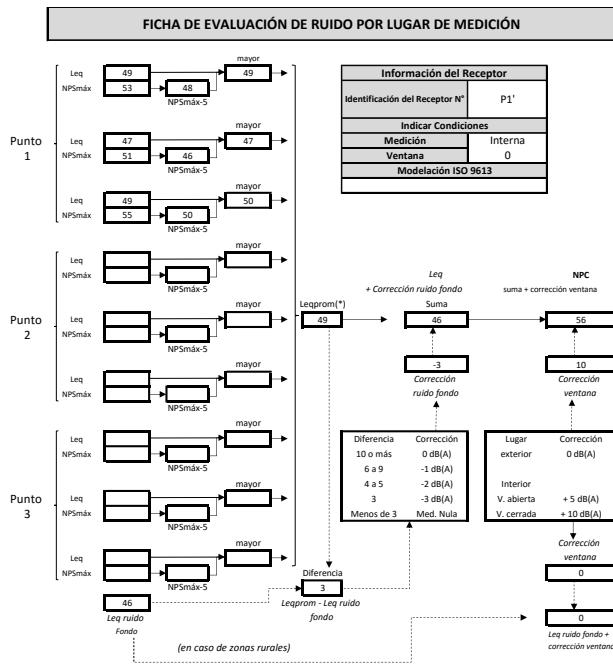 FICHA DE EVALUACIÓN DE RUIDO POR LUGAR DE MEDICIÓN
mayor
Leq 49 49
NPSmáx 53 48
NPSmáx-5
Punto
1
mayor
Leq 47 47
NPSmáx 51 46
NPSmáx-5
mayor
Leq 49 50
NPSmáx 55 50
NPSmáx-5
Información del Receptor
Identificación del Receptor N° P1'
Indicar Condiciones
Medición Interna
Ventana 0
Modelación ISO 9613
mayor
Leq
NPSmáx
NPSmáx-5
Punto
2
mayor
Leq
NPSmáx
NPSmáx-5
mayor
Leq
NPSmáx
NPSmáx-5
Leqprom(*)
49
Leq
+ Corrección ruido fondo
Suma
46
NPC
suma + corrección ventana
56
-3
Corrección
ruido fondo
10
Corrección
ventana
mayor
Leq
NPSmáx
NPSmáx-5
Punto
3
mayor
Leq
NPSmáx
NPSmáx-5
mayor
Leq
NPSmáx
NPSmáx-5
Diferencia Corrección
10 o más 0 dB(A)
6 a 9 -1 dB(A)
4 a 5 -2 dB(A)
3 -3 dB(A)
Menos de 3 Med. Nula
Lugar Corrección
exterior 0 dB(A)
Interior
V. abierta + 5 dB(A)
V. cerrada + 10 dB(A)
Corrección
ventana
0
Diferencia
3
Leqprom - Leq ruido
fondo
46
Leq ruido
Fondo
(en caso de zonas rurales)
0
Leq ruido fondo +
corrección ventana